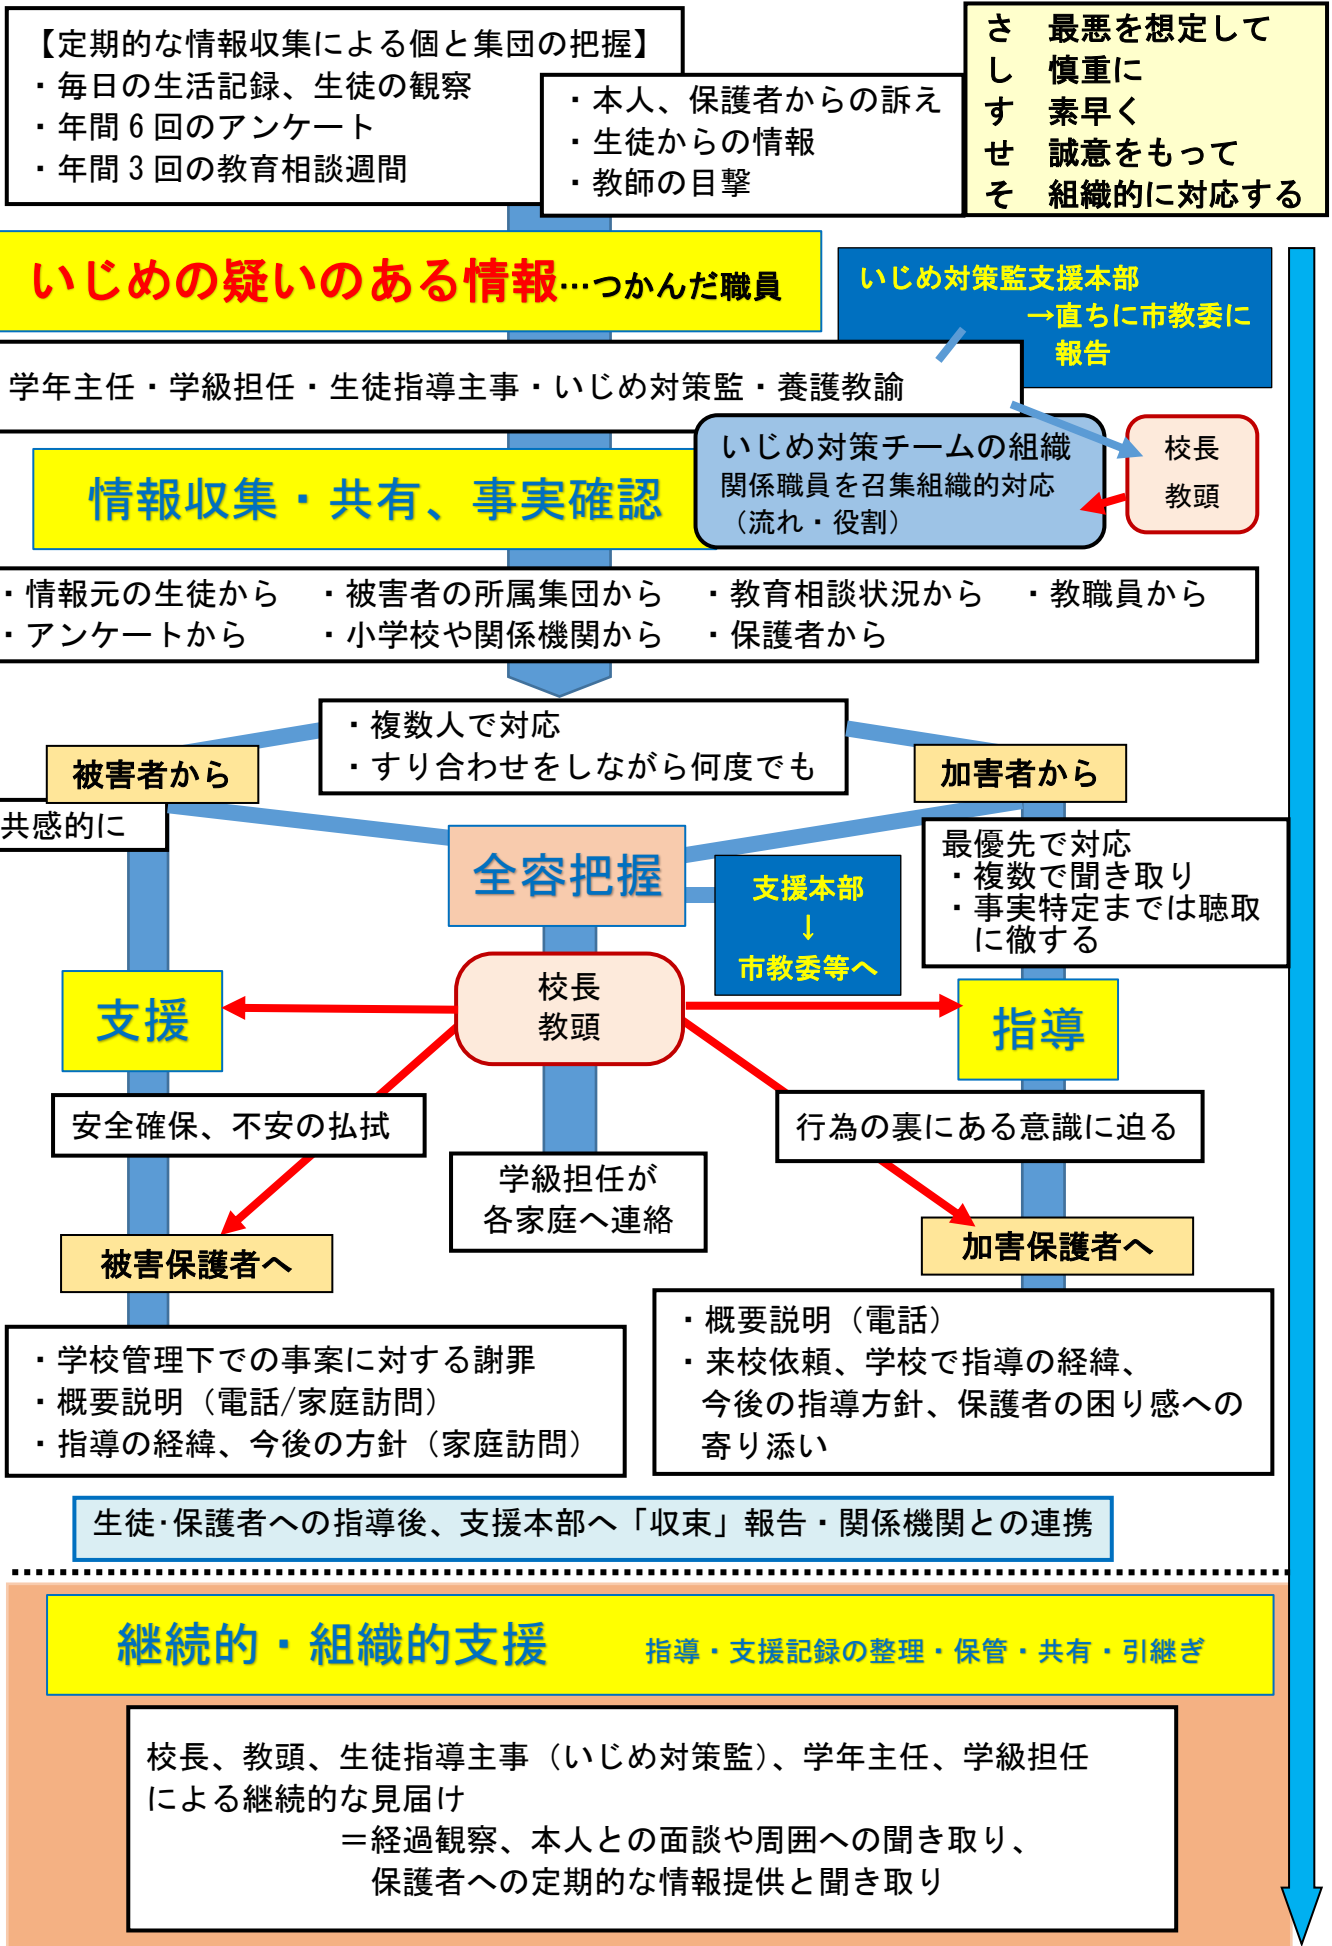 【定期的な情報収集による個と集団の把握】
・毎日の生活記録、生徒の観察
・年間6回のアンケート
・年間3回の教育相談週間
・本人、保護者からの訴え
・生徒からの情報
・教師の目撃
さ　最悪を想定して
し　慎重に
す　素早く
せ　誠意をもって
そ　組織的に対応する
いじめの疑いのある情報…つかんだ職員
いじめ対策監支援本部
→直ちに市教委に
報告
学年主任・学級担任・生徒指導主事・いじめ対策監・養護教諭
いじめ対策チームの組織
関係職員を召集組織的対応
（流れ・役割）
校長
教頭
情報収集・共有、事実確認
・情報元の生徒から　・被害者の所属集団から　・教育相談状況から　・教職員から
・アンケートから　・小学校や関係機関から　・保護者から
・複数人で対応
・すり合わせをしながら何度でも
被害者から
加害者から
共感的に
全容把握
支援本部
↓
市教委等へ
最優先で対応
・複数で聞き取り
・事実特定までは聴取
に徹する
支援
校長
教頭
指導
安全確保、不安の払拭
行為の裏にある意識に迫る
学級担任が
各家庭へ連絡
被害保護者へ
加害保護者へ
・学校管理下での事案に対する謝罪
・概要説明（電話/家庭訪問）
・指導の経緯、今後の方針（家庭訪問）
・概要説明（電話）
・来校依頼、学校で指導の経緯、
今後の指導方針、保護者の困り感への
寄り添い
生徒・保護者への指導後、支援本部へ「収束」報告・関係機関との連携
継続的・組織的支援　指導・支援記録の整理・保管・共有・引継ぎ
校長、教頭、生徒指導主事（いじめ対策監）、学年主任、学級担任
による継続的な見届け
＝経過観察、本人との面談や周囲への聞き取り、
保護者への定期的な情報提供と聞き取り